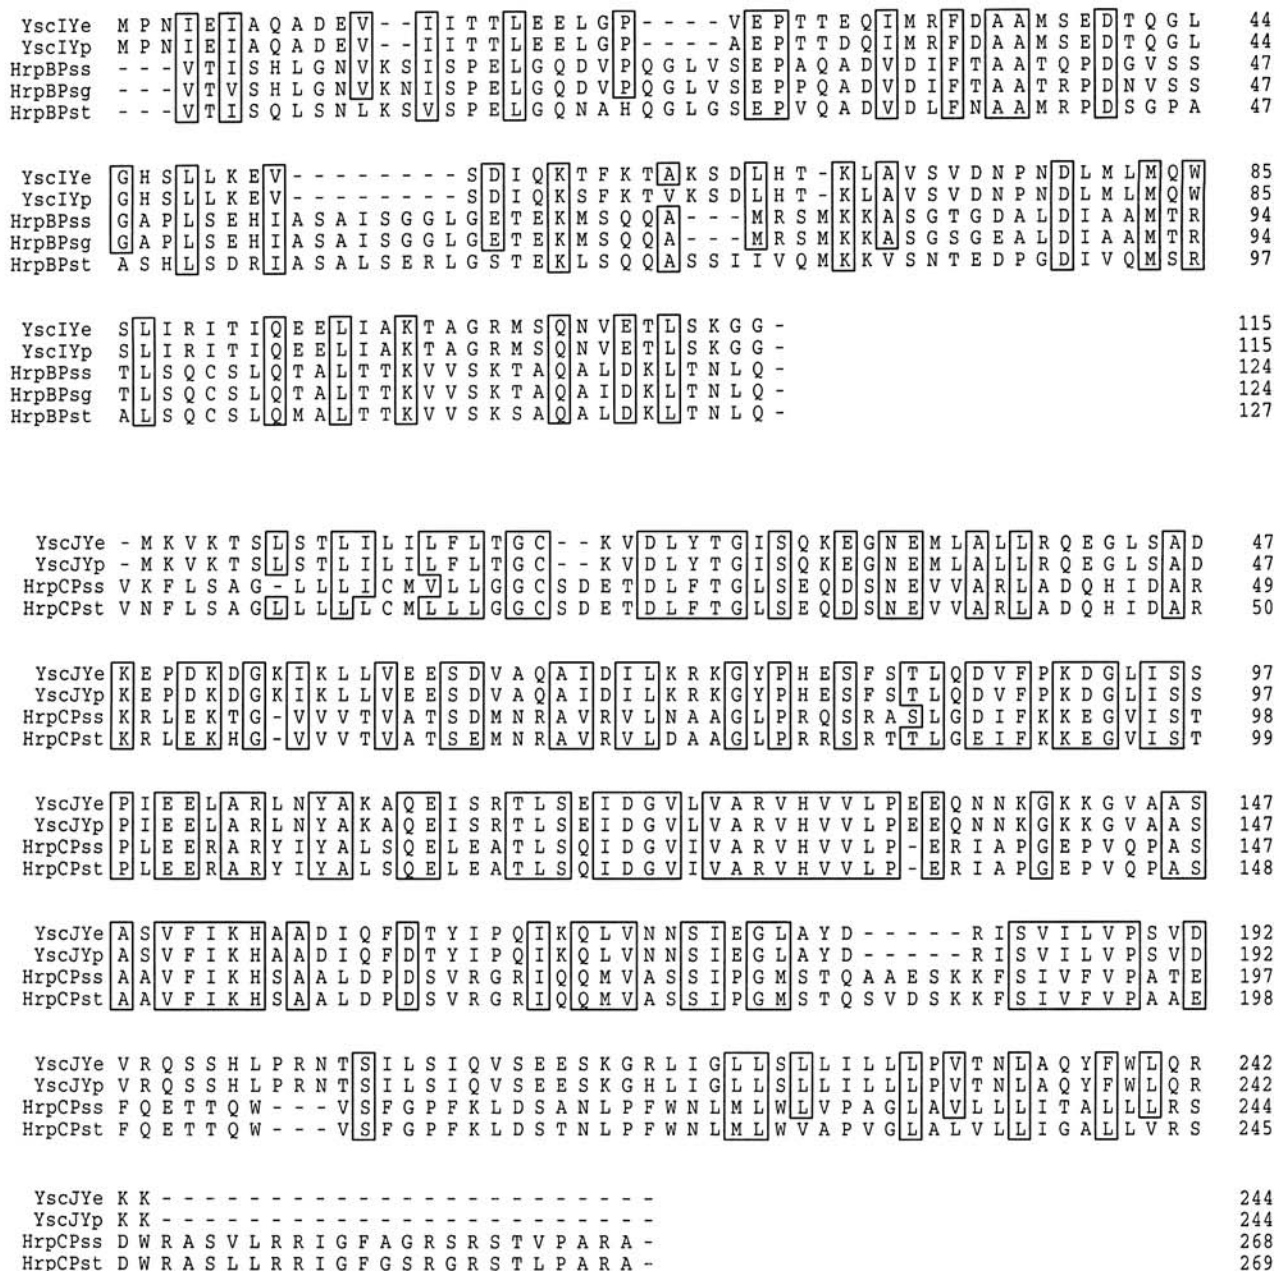 YscIYe M P N I E I A Q A D E V - - I I T T L E E L G P - - - - V E P T T E Q I M R F D A A M S E D T Q G L 44
YscIYp M P N I E I A Q A D E V - - I I T T L E E L G P - - - - A E P T T D Q I M R F D A A M S E D T Q G L 44
HrpBPss - - - V T I S H L G N V K S I S P E L G Q D V P Q G L V S E P A Q A D V D I F T A A T Q P D G V S S 47
HrpBPsg - - - V T V S H L G N V K N I S P E L G Q D V P Q G L V S E P P Q A D V D I F T A A T R P D N V S S 47
HrpBPst - - - V T I S Q L S N L K S V S P E L G Q N A H Q G L G S E P V Q A D V D L F N A A M R P D S G P A 47
YscIYe G H S L L K E V - - - - - - - - S D I Q K T F K T A K S D L H T - K L A V S V D N P N D L M L M Q W 85
YscIYp G H S L L K E V - - - - - - - - S D I Q K S F K T V K S D L H T - K L A V S V D N P N D L M L M Q W 85
HrpBPss G A P L S E H I A S A I S G G L G E T E K M S Q Q A - - - M R S M K K A S G T G D A L D I A A M T R 94
HrpBPsg G A P L S E H I A S A I S G G L G E T E K M S Q Q A - - - M R S M K K A S G S G E A L D I A A M T R 94
HrpBPst A S H L S D R I A S A L S E R L G S T E K L S Q Q A S S I I V Q M K K V S N T E D P G D I V Q M S R 97
YscIYe S L I R I T I Q E E L I A K T A G R M S Q N V E T L S K G G - 115
YscIYp S L I R I T I Q E E L I A K T A G R M S Q N V E T L S K G G - 115
HrpBPss T L S Q C S L Q T A L T T K V V S K T A Q A L D K L T N L Q - 124
HrpBPsg T L S Q C S L Q T A L T T K V V S K T A Q A I D K L T N L Q - 124
HrpBPst A L S Q C S L Q M A L T T K V V S K S A Q A L D K L T N L Q - 127
YscJYe - M K V K T S L S T L I L I L F L T G C - - K V D L Y T G I S Q K E G N E M L A L L R Q E G L S A D 47
YscJYp - M K V K T S L S T L I L I L F L T G C - - K V D L Y T G I S Q K E G N E M L A L L R Q E G L S A D 47
HrpCPss V K F L S A G - L L L I C M V L L G G C S D E T D L F T G L S E Q D S N E V V A R L A D Q H I D A R 49
HrpCPst V N F L S A G L L L L L C M L L L G G C S D E T D L F T G L S E Q D S N E V V A R L A D Q H I D A R 50
YscJYe K E P D K D G K I K L L V E E S D V A Q A I D I L K R K G Y P H E S F S T L Q D V F P K D G L I S S 97
YscJYp K E P D K D G K I K L L V E E S D V A Q A I D I L K R K G Y P H E S F S T L Q D V F P K D G L I S S 97
HrpCPss K R L E K T G - V V V T V A T S D M N R A V R V L N A A G L P R Q S R A S L G D I F K K E G V I S T 98
HrpCPst K R L E K H G - V V V T V A T S E M N R A V R V L D A A G L P R R S R T T L G E I F K K E G V I S T 99
YscJYe P I E E L A R L N Y A K A Q E I S R T L S E I D G V L V A R V H V V L P E E Q N N K G K K G V A A S 147
YscJYp P I E E L A R L N Y A K A Q E I S R T L S E I D G V L V A R V H V V L P E E Q N N K G K K G V A A S 147
HrpCPss P L E E R A R Y I Y A L S Q E L E A T L S Q I D G V I V A R V H V V L P - E R I A P G E P V Q P A S 147
HrpCPst P L E E R A R Y I Y A L S Q E L E A T L S Q I D G V I V A R V H V V L P - E R I A P G E P V Q P A S 148
YscJYe A S V F I K H A A D I Q F D T Y I P Q I K Q L V N N S I E G L A Y D - - - - - R I S V I L V P S V D 192
YscJYp A S V F I K H A A D I Q F D T Y I P Q I K Q L V N N S I E G L A Y D - - - - - R I S V I L V P S V D 192
HrpCPss A A V F I K H S A A L D P D S V R G R I Q Q M V A S S I P G M S T Q A A E S K K F S I V F V P A T E 197
HrpCPst A A V F I K H S A A L D P D S V R G R I Q Q M V A S S I P G M S T Q S V D S K K F S I V F V P A A E 198
YscJYe V R Q S S H L P R N T S I L S I Q V S E E S K G R L I G L L S L L I L L L P V T N L A Q Y F W L Q R 242
YscJYp V R Q S S H L P R N T S I L S I Q V S E E S K G H L I G L L S L L I L L L P V T N L A Q Y F W L Q R 242
HrpCPss F Q E T T Q W - - - V S F G P F K L D S A N L P F W N L M L W L V P A G L A V L L L I T A L L L R S 244
HrpCPst F Q E T T Q W - - - V S F G P F K L D S T N L P F W N L M L W V A P V G L A L V L L I G A L L V R S 245
YscJYe K K - - - - - - - - - - - - - - - - - - - - - - - 244
YscJYp K K - - - - - - - - - - - - - - - - - - - - - - - 244
HrpCPss D W R A S V L R R I G F A G R S R S T V P A R A - 268
HrpCPst D W R A S L L R R I G F G S R G R S T L P A R A - 269